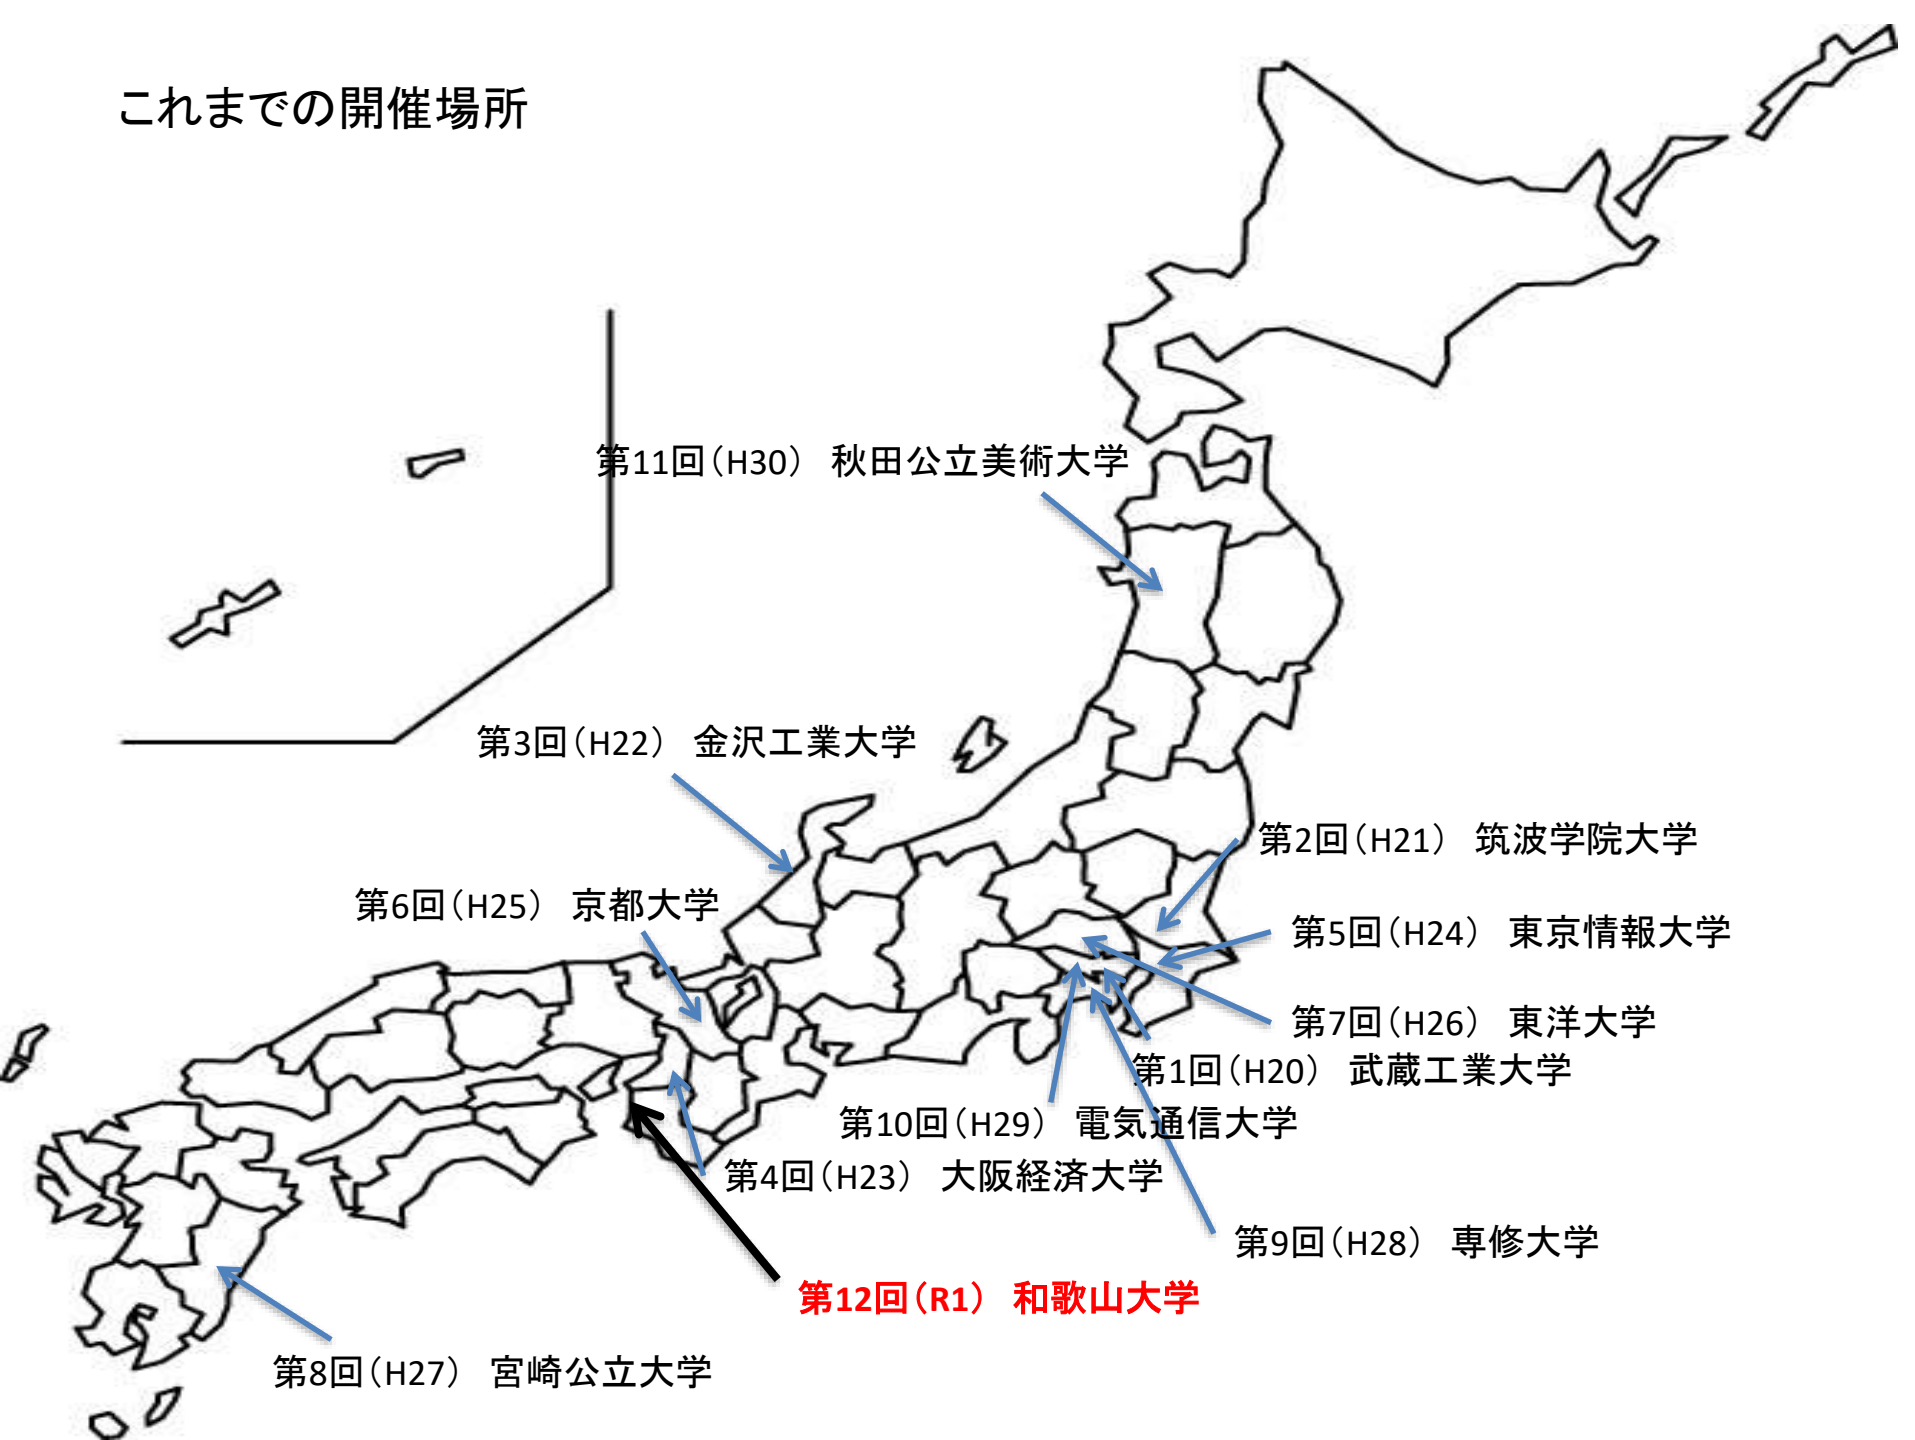 これまでの開催場所
第11回（H30） 秋田公立美術大学
第3回（H22） 金沢工業大学
第2回（H21） 筑波学院大学
第6回（H25） 京都大学
第5回（H24） 東京情報大学
第7回（H26） 東洋大学
第1回（H20） 武蔵工業大学
第10回（H29） 電気通信大学
第4回（H23） 大阪経済大学
第9回（H28） 専修大学
第12回（R1） 和歌山大学
第8回（H27） 宮崎公立大学